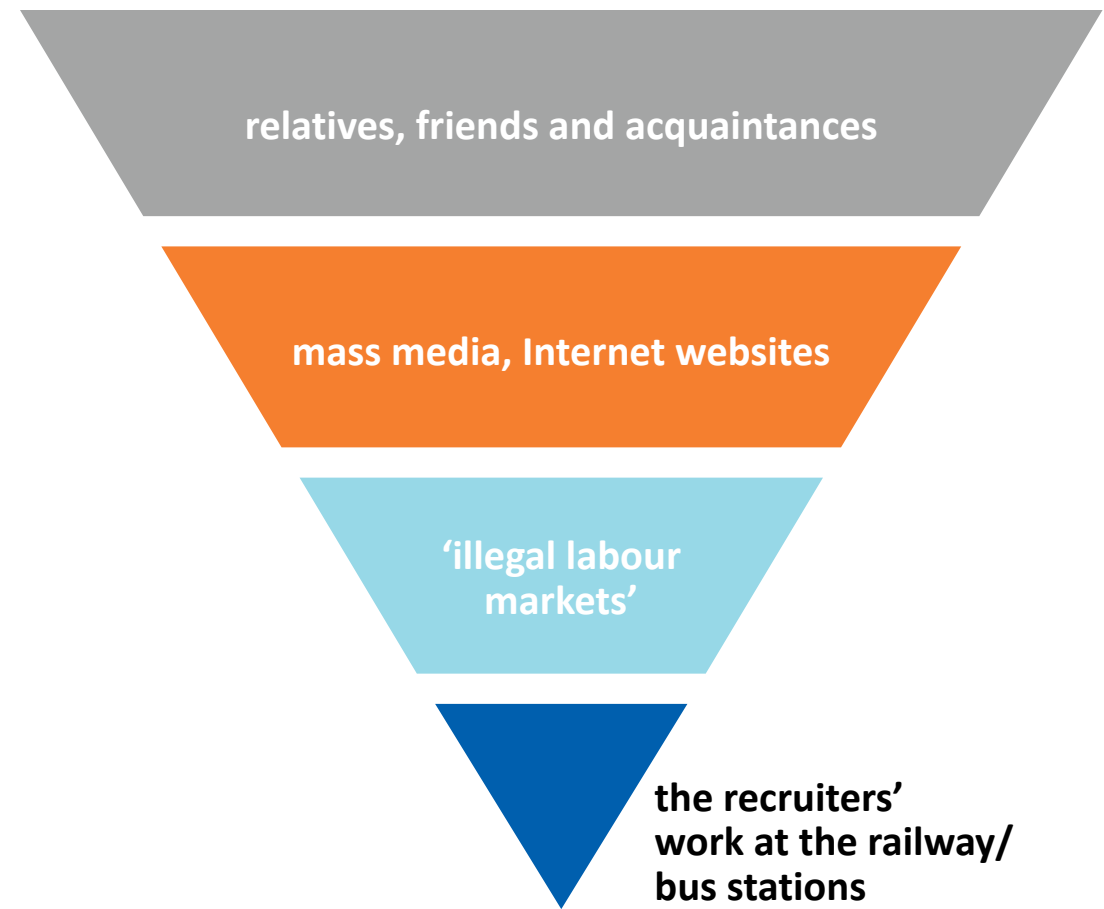 relatives, friends and acquaintances
mass media, Internet websites
‘illegal labour
markets’
the recruiters’
work at the railway/
bus stations